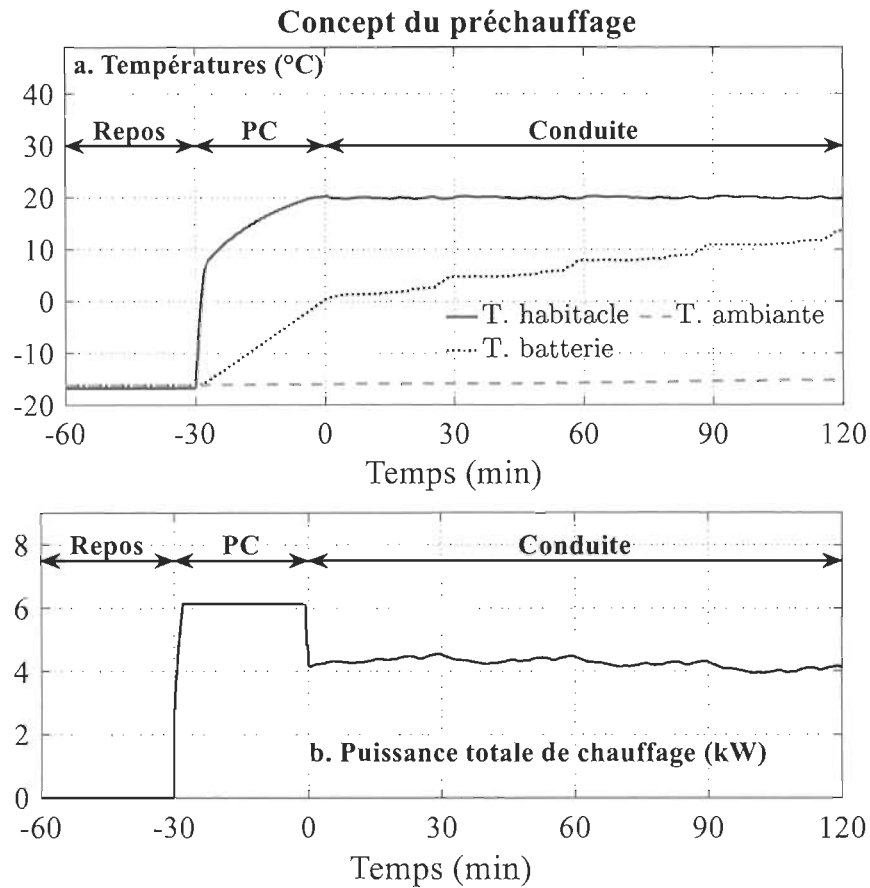 Concept du préchauffage
a. Températures (°C)
40
30
20
10
0
-10
-20
Repos
PC
Conduite
T. habitacle
T. ambiante
T. batterie
-60
-30
0
30
60
90
120
Temps (min)
8
6
4
2
0
Repos
PC
Conduite
b. Puissance totale de chauffage (kW)
-60
-30
0
30
60
90
120
Temps (min)